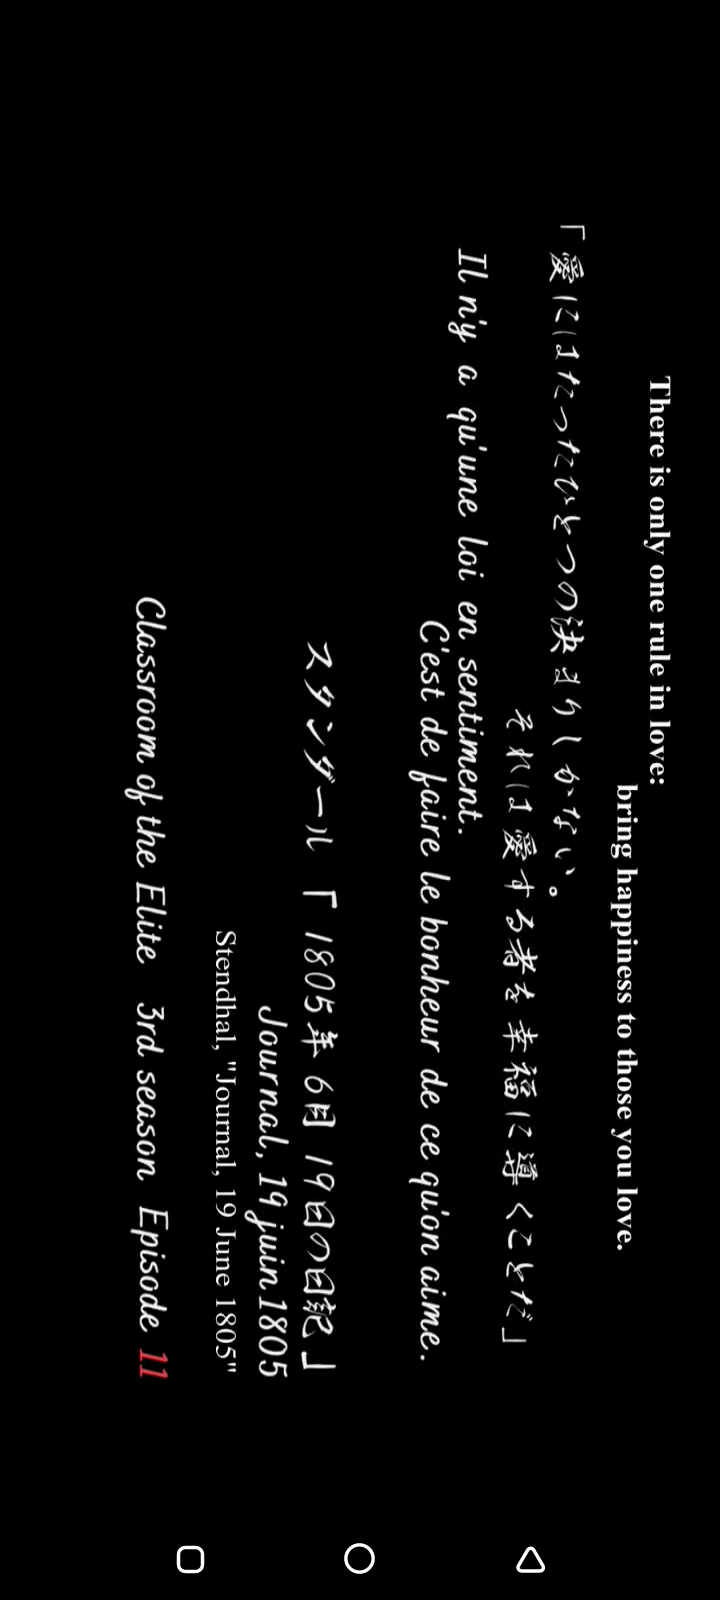 There is only one rule in love:
bring happiness to those you love.
「愛にはたったひとつの決まりしかない。
それは愛する者を幸福に導くことだ」
Il n'y a qu'une loi en sentiment.
C'est de faire le bonheur de ce qu'on aime.
スタンダール「1805年6月19日の日記」
Journal, 19 juin 1805
Stendhal, "Journal, 19 June 1805"
Classroom of the Elite 3rd season Episode 11